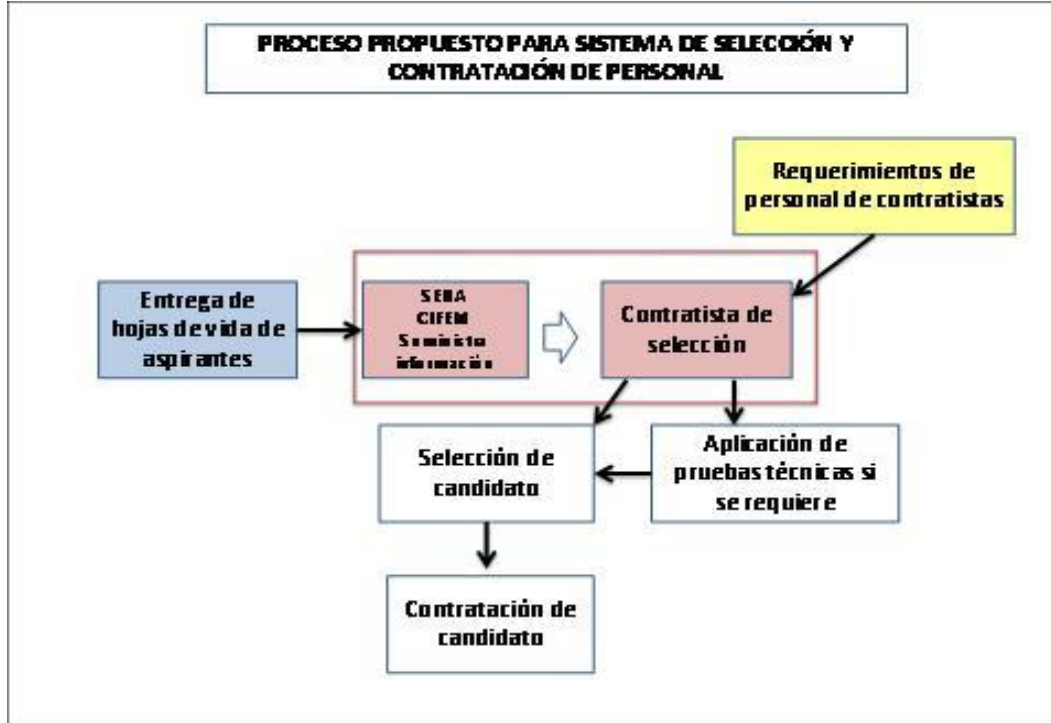 PROCESO PROPUESTO PARA SISTEMA DE SELECCIÓN Y
CONTRATACIÓN DE PERSONAL
Requerimientos de
personal de contratistas
Entrega de
hojas de vida de
aspirantes
SENA
CIFEM
Suministra
información
Contratista de
selección
Selección de
candidato
Aplicación de
pruebas técnicas si
se requiere
Contratación de
candidato